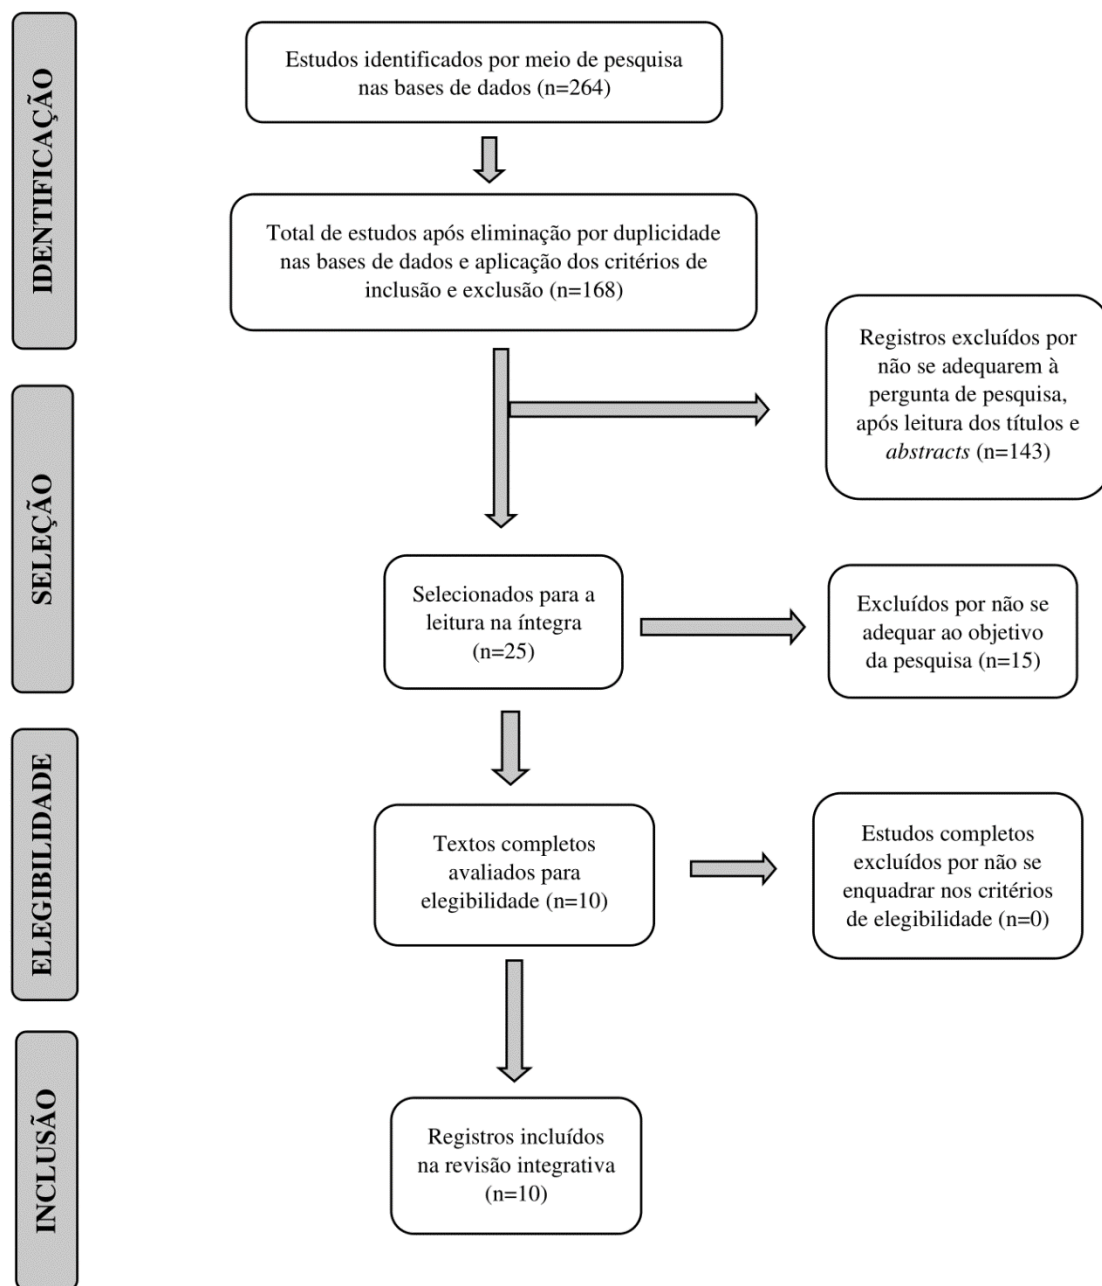 IDENTIFICAÇÃO
Estudos identificados por meio de pesquisa
nas bases de dados (n=264)
Total de estudos após eliminação por duplicidade
nas bases de dados e aplicação dos critérios de
inclusão e exclusão (n=168)
SELEÇÃO
Registros excluídos por
não se adequarem à
pergunta de pesquisa,
após leitura dos títulos e
abstracts (n=143)
Selecionados para a
leitura na íntegra
(n=25)
Excluídos por não se
adequar ao objetivo
da pesquisa (n=15)
ELEGIBILIDADE
Textos completos
avaliados para
elegibilidade (n=10)
Estudos completos
excluídos por não se
enquadrar nos critérios
de elegibilidade (n=0)
INCLUSÃO
Registros incluídos
na revisão integrativa
(n=10)